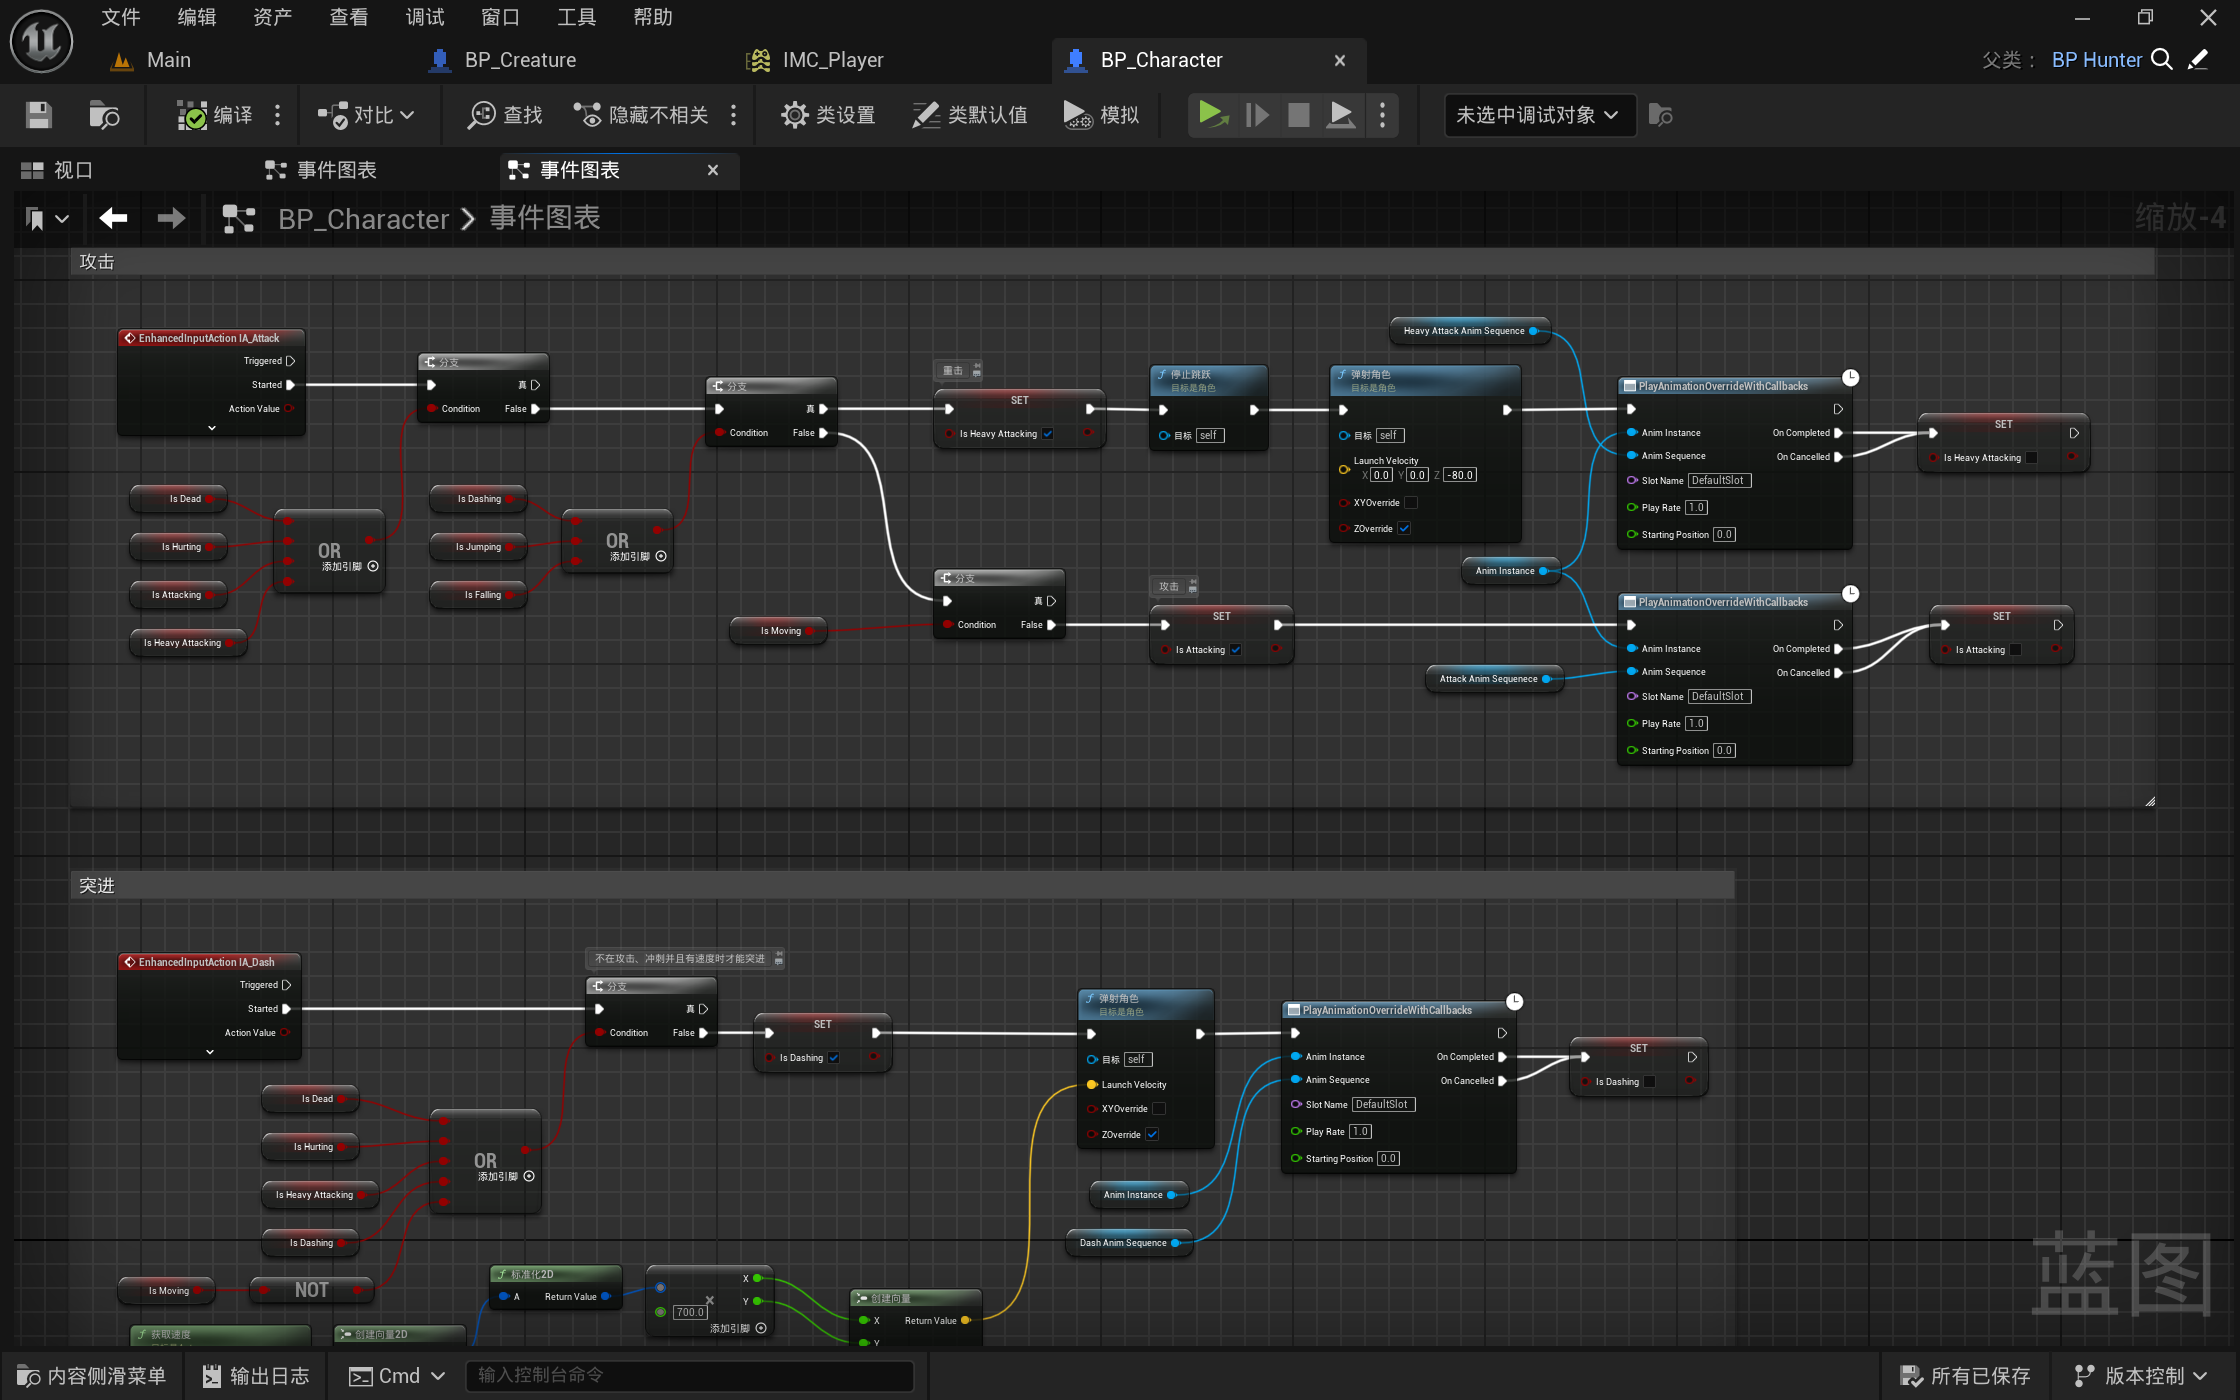 文件 编辑 资产 查看 调试 窗口 工具 帮助
Main BP_Creature IMC_Player BP_Character
父类： BP Hunter
编译 对比 查找 隐藏不相关 类设置 类默认值 模拟 未选中调试对象
视口 事件图表 事件图表
BP_Character 事件图表
缩放-4
攻击
Heavy Attack Anim Sequence
EnhancedInputAction IA_Attack
Triggered
Started
Action Value
分支
真
Condition False
分支
真
Condition False
重击
SET
Is Heavy Attacking
停止跳跃
目标是角色
目标 self
弹射角色
目标是角色
目标 self
Launch Velocity
X 0.0 Y 0.0 Z -80.0
XYOverride
ZOverride
PlayAnimationOverrideWithCallbacks
Anim Instance On Completed
Anim Sequence On Cancelled
Slot Name DefaultSlot
Play Rate 1.0
Starting Position 0.0
SET
Is Heavy Attacking
Is Dead
Is Hurting
Is Attacking
Is Heavy Attacking
OR
添加引脚
Is Dashing
Is Jumping
Is Falling
OR
添加引脚
Is Moving
分支
真
Condition False
攻击
SET
Is Attacking
Anim Instance
Attack Anim Sequenece
PlayAnimationOverrideWithCallbacks
Anim Instance On Completed
Anim Sequence On Cancelled
Slot Name DefaultSlot
Play Rate 1.0
Starting Position 0.0
SET
Is Attacking
突进
EnhancedInputAction IA_Dash
Triggered
Started
Action Value
不在攻击、冲刺并且有速度时才能突进
分支
真
Condition False
SET
Is Dashing
弹射角色
目标是角色
目标 self
Launch Velocity
XYOverride
ZOverride
PlayAnimationOverrideWithCallbacks
Anim Instance On Completed
Anim Sequence On Cancelled
Slot Name DefaultSlot
Play Rate 1.0
Starting Position 0.0
SET
Is Dashing
Is Dead
Is Hurting
Is Heavy Attacking
Is Dashing
OR
添加引脚
Is Moving
NOT
Anim Instance
Dash Anim Sequence
标准化2D
A Return Value
X
Y
700.0
添加引脚
创建向量
X Return Value
Y
获取速度
创建向量2D
蓝图
内容侧滑菜单 输出日志 Cmd 输入控制台命令 所有已保存 版本控制